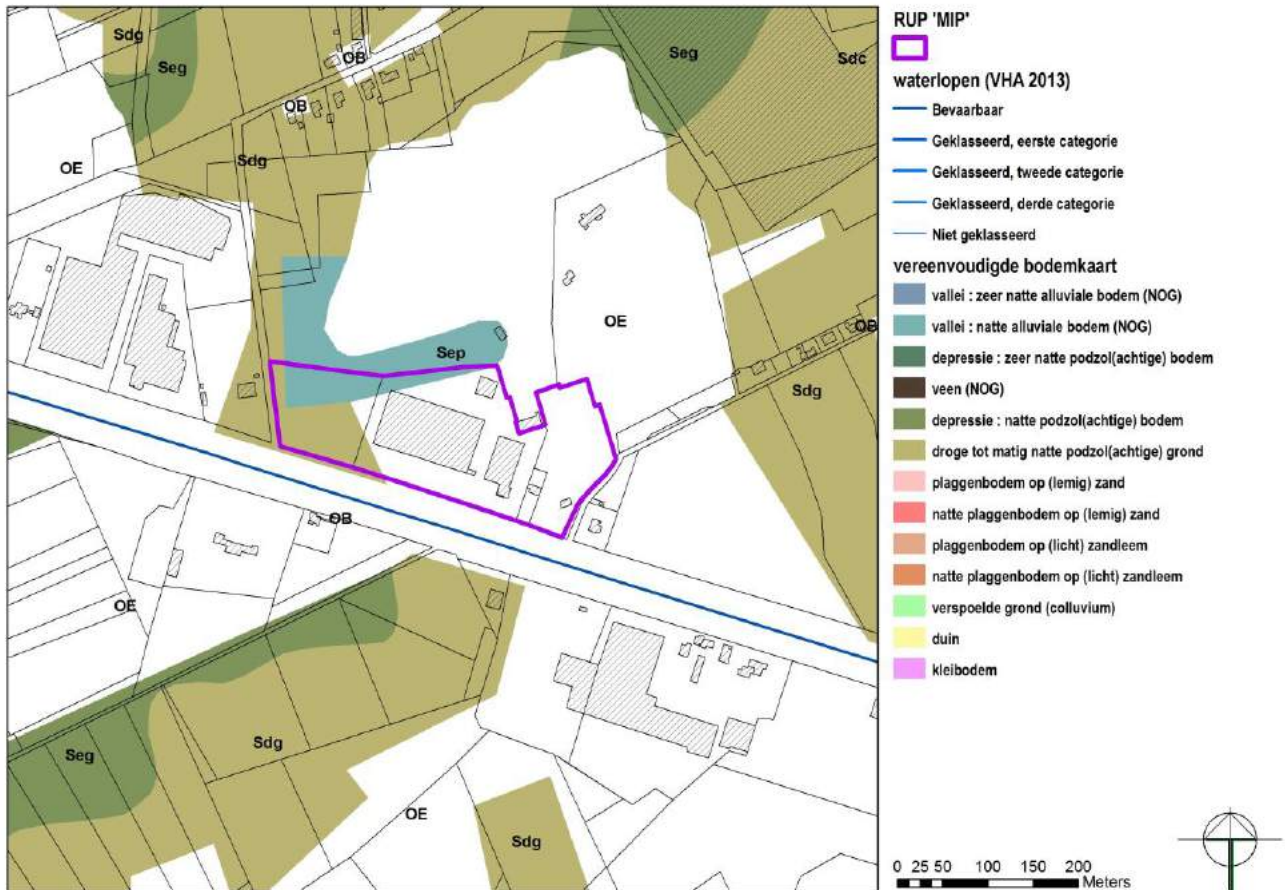 Sdg
Seg
OB
Seg
Sdc
OB
OE
Sdg
OE
OB
Sep
Sdg
OB
OE
Seg
Sdg
OE
Sdg
RUP 'MIP'
waterlopen (VHA 2013)
Bevaarbaar
Geklasseerd, eerste categorie
Geklasseerd, tweede categorie
Geklasseerd, derde categorie
Niet geklasseerd
vereenvoudigde bodemkaart
vallei : zeer natte alluviale bodem (NOG)
vallei : natte alluviale bodem (NOG)
depressie : zeer natte podzol(achtige) bodem
veen (NOG)
depressie : natte podzol(achtige) bodem
droge tot matig natte podzol(achtige) grond
plaggenbodem op (lemig) zand
natte plaggenbodem op (lemig) zand
plaggenbodem op (licht) zandleem
natte plaggenbodem op (licht) zandleem
verspoelde grond (colluvium)
duin
kleibodem
0 25 50 100 150 200
Meters